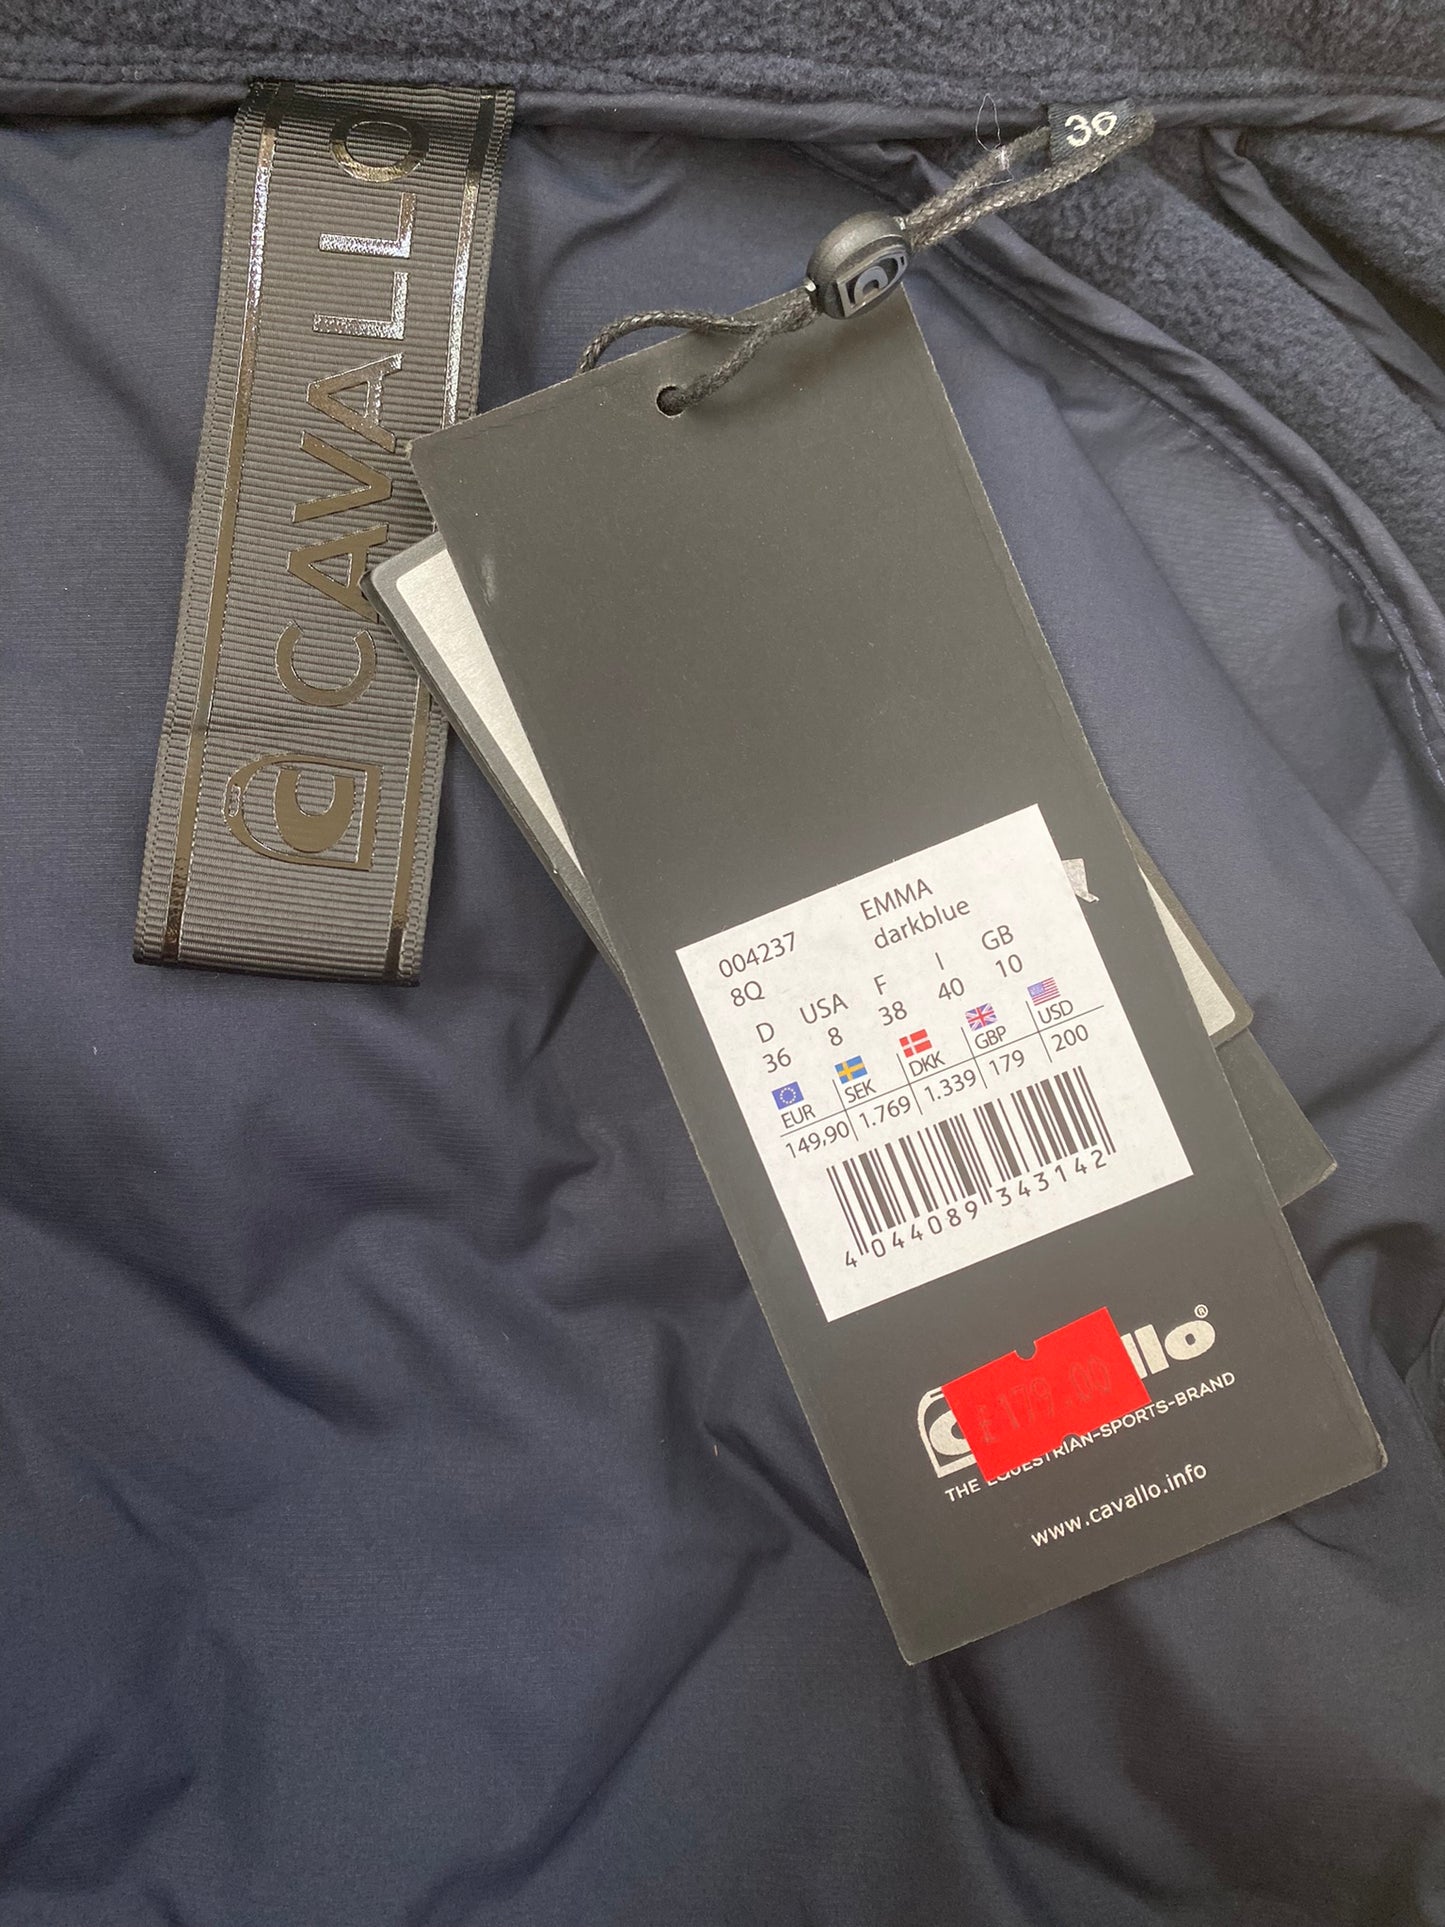 CAVALLO
36
004237
EMMA
8Q
darkblue
D USA F I GB
36 8 38 40 10
EUR SEK DKK GBP USD
149,90 1.769 1.339 179 200
4 044089 343142
£179.00
llo®
THE EQUESTRIAN-SPORTS-BRAND
www.cavallo.info